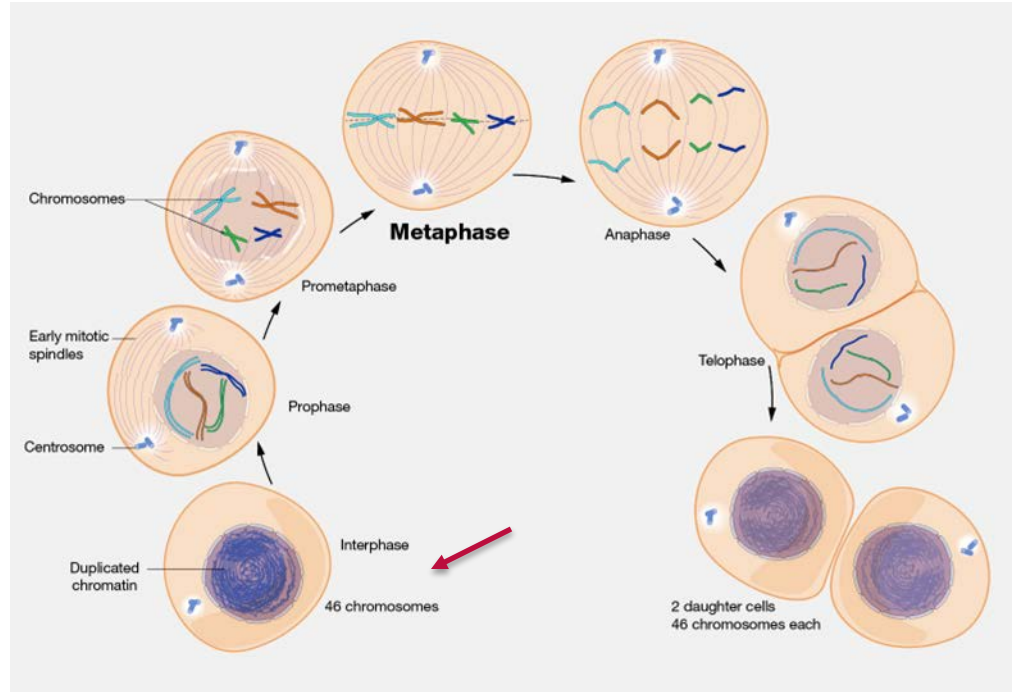 Chromosomes
Metaphase
Anaphase
Prometaphase
Early mitotic
spindles
Telophase
Prophase
Centrosome
Interphase
Duplicated
chromatin
46 chromosomes
2 daughter cells
46 chromosomes each